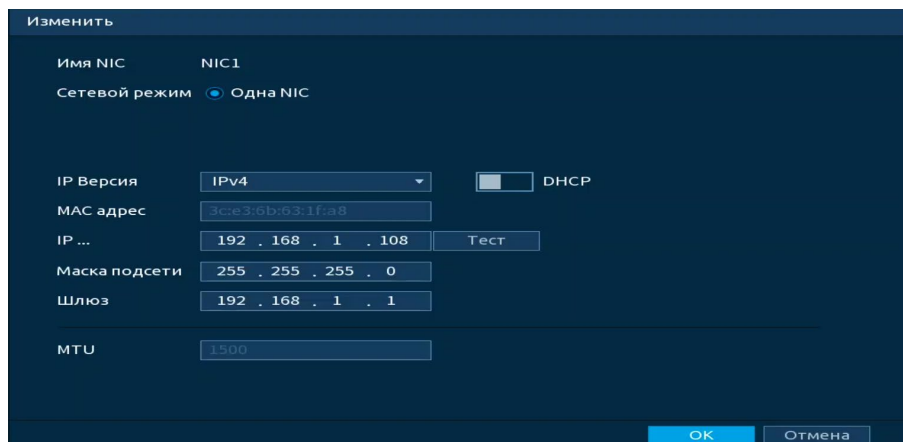 Изменить
Имя NIC NIC1
Сетевой режим Одна NIC
IP Версия IPv4 DHCP
MAC адрес 3c:e3:6b:63:1f:a8
IP ... 192 . 168 . 1 . 108 Тест
Маска подсети 255 . 255 . 255 . 0
Шлюз 192 . 168 . 1 . 1
MTU 1500
OK Отмена